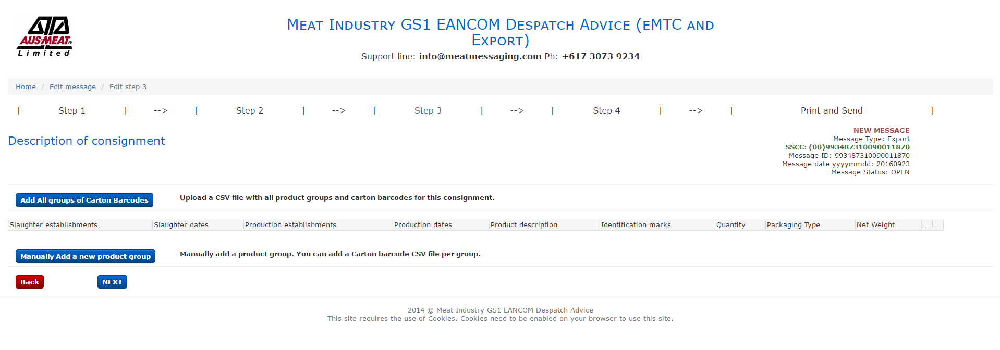 AUS-MEAT®
Limited
Meat Industry GS1 EANCOM Despatch Advice (eMTC and
Export)
Support line: info@meatmessaging.com Ph: +617 3073 9234
Home / Edit message / Edit step 3
[ Step 1 ] --> [ Step 2 ] --> [ Step 3 ] --> [ Step 4 ] --> [ Print and Send ]
Description of consignment
NEW MESSAGE
Message Type: Export
SSCC: (00)993487310090011870
Message ID: 993487310090011870
Message date yyyymmdd: 20160923
Message Status: OPEN
Add All groups of Carton Barcodes Upload a CSV file with all product groups and carton barcodes for this consignment.
Slaughter establishments Slaughter dates Production establishments Production dates Product description Identification marks Quantity Packaging Type Net Weight _ _
Manually Add a new product group Manually add a product group. You can add a Carton barcode CSV file per group.
Back NEXT
2014 © Meat Industry GS1 EANCOM Despatch Advice
This site requires the use of Cookies. Cookies need to be enabled on your browser to use this site.